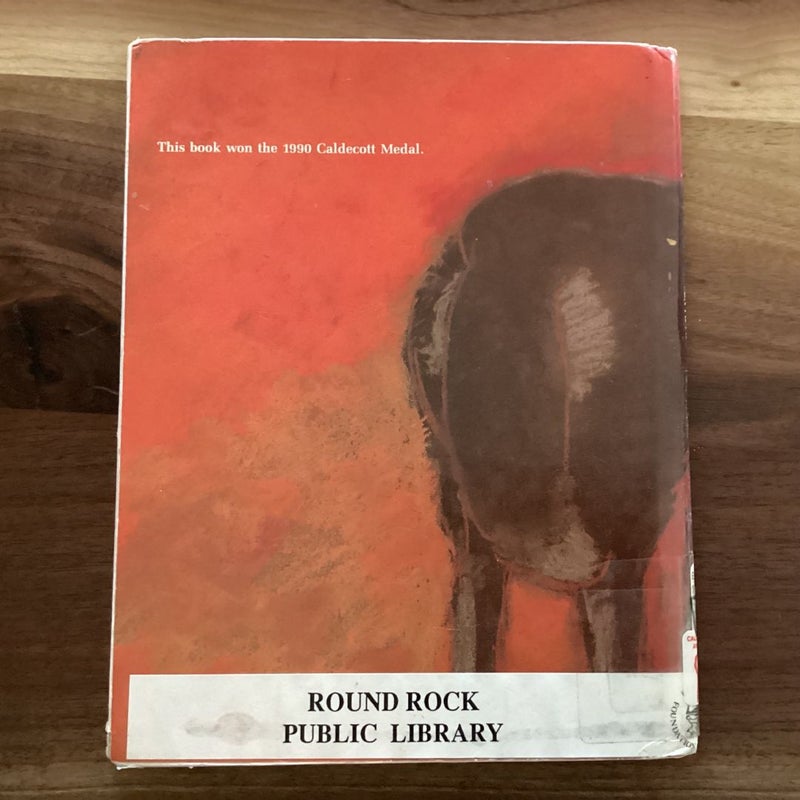 This book won the 1990 Caldecott Medal.
ROUND ROCK
PUBLIC LIBRARY